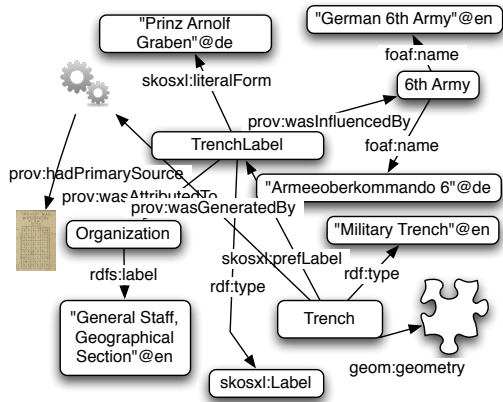 "Prinz Arnolf
Graben"@de
"German 6th Army"@en
skosxl:literalForm
foaf:name
6th Army
prov:wasInfluencedBy
TrenchLabel
foaf:name
prov:hadPrimarySource
"Armeeoberkommando 6"@de
prov:wasAttributedTo
prov:wasGeneratedBy
Organization
"Military Trench"@en
skosxl:prefLabel
rdfs:label
rdf:type
rdf:type
"General Staff,
Geographical
Section"@en
Trench
geom:geometry
skosxl:Label